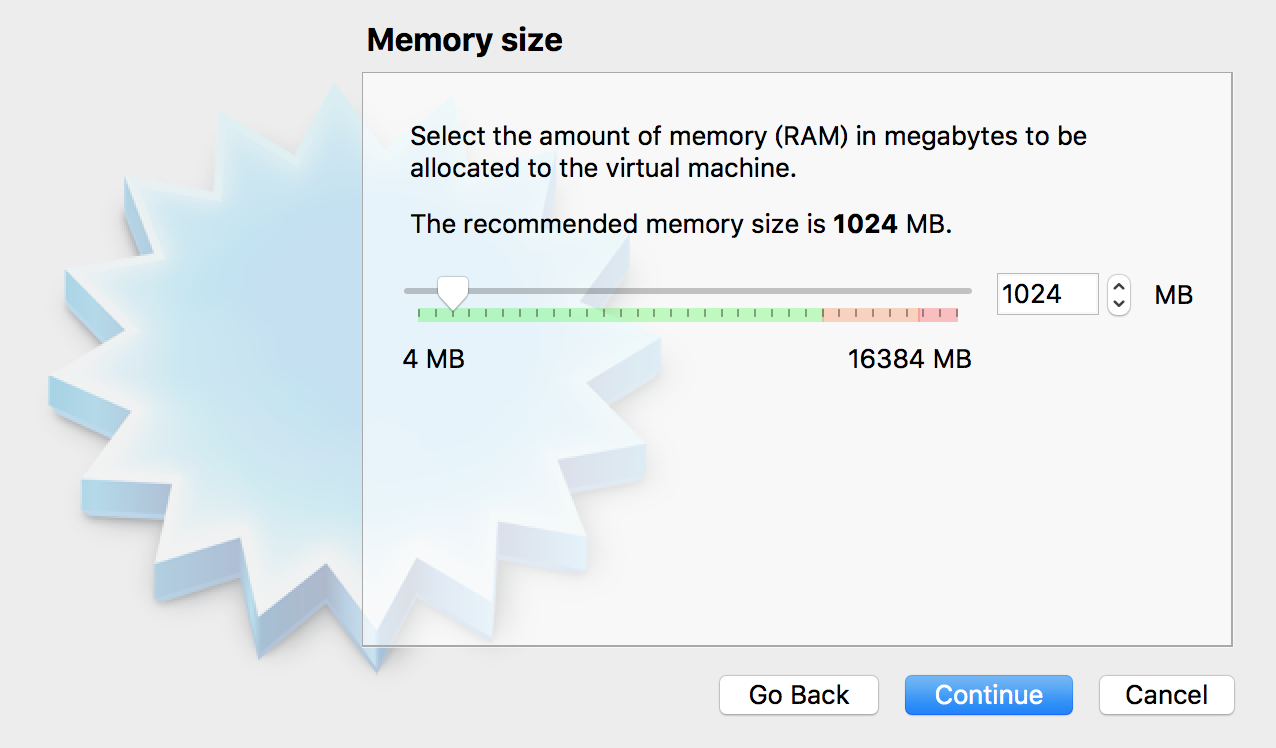 Memory size
Select the amount of memory (RAM) in megabytes to be
allocated to the virtual machine.
The recommended memory size is 1024 MB.
1024 MB
4 MB 16384 MB
Go Back Continue Cancel